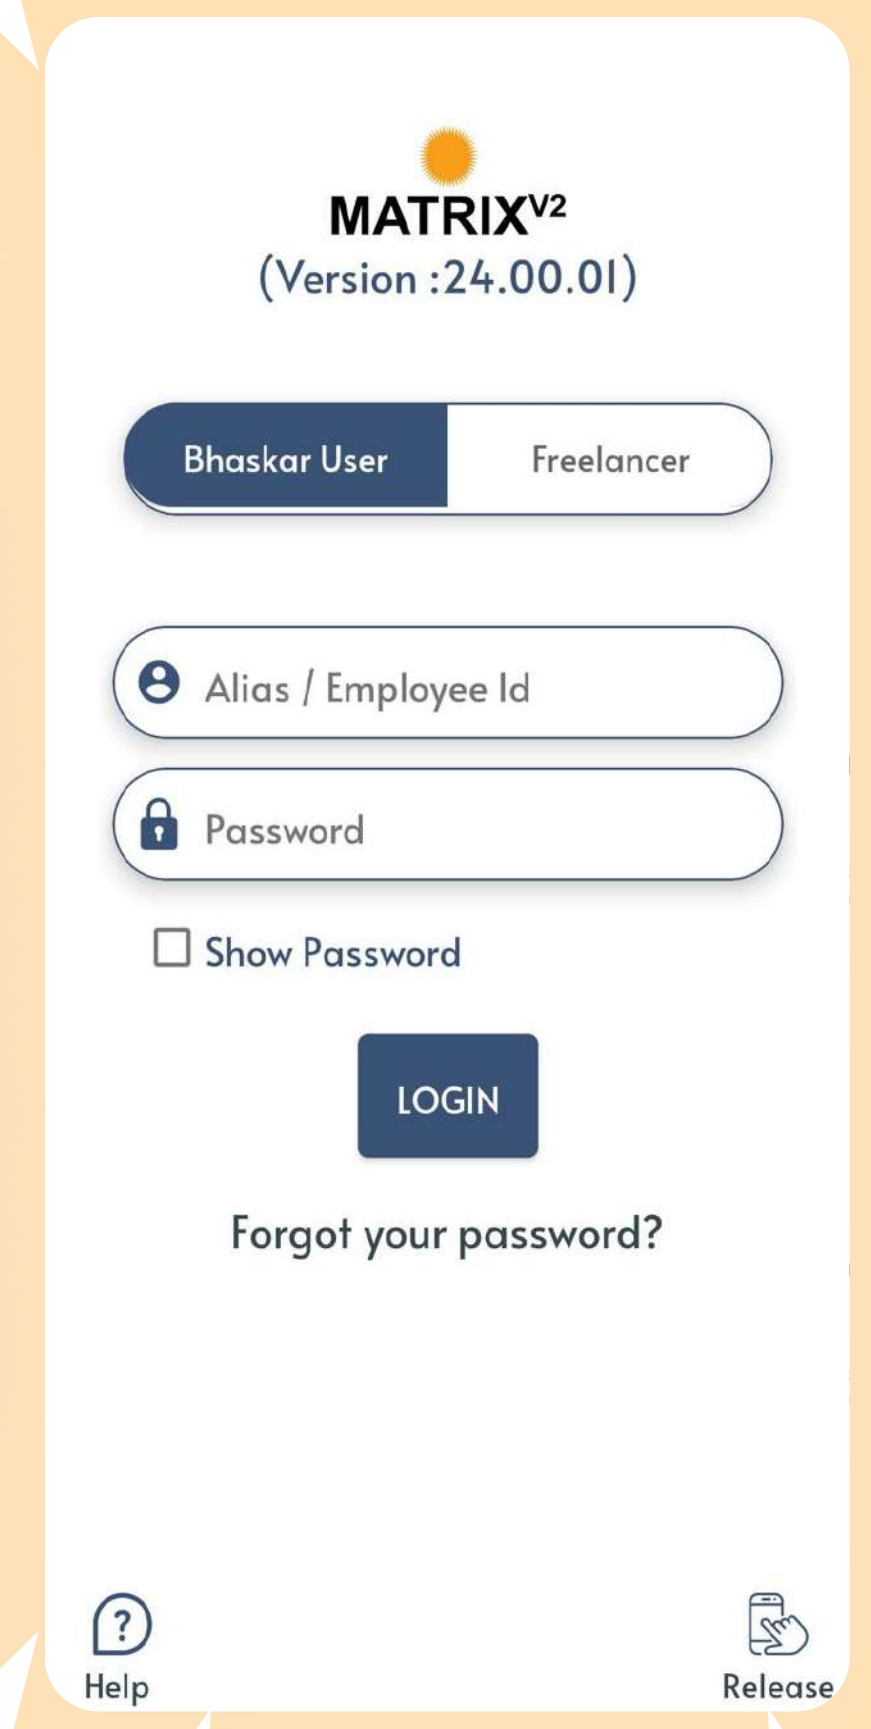 MATRIXV2
(Version :24.00.01)
Bhaskar User
Freelancer
Alias / Employee Id
Password
Show Password
LOGIN
Forgot your password?
?
Help
Release